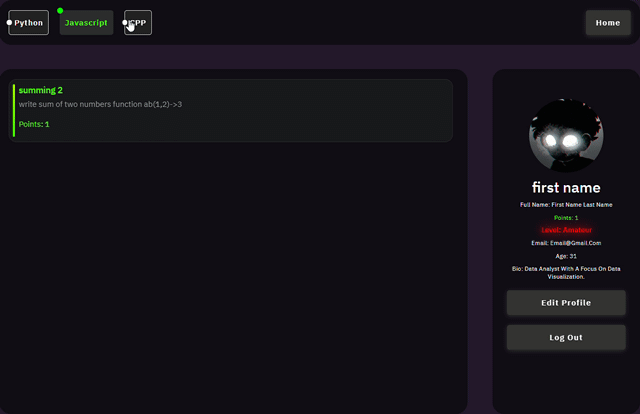 Python
Javascript
CPP
Home
summing 2
write sum of two numbers function ab(1,2)->3
Points: 1
first name
Full Name: First Name Last Name
Points: 1
Level: Amateur
Email: Email@Gmail.Com
Age: 31
Bio: Data Analyst With A Focus On Data
Visualization.
Edit Profile
Log Out